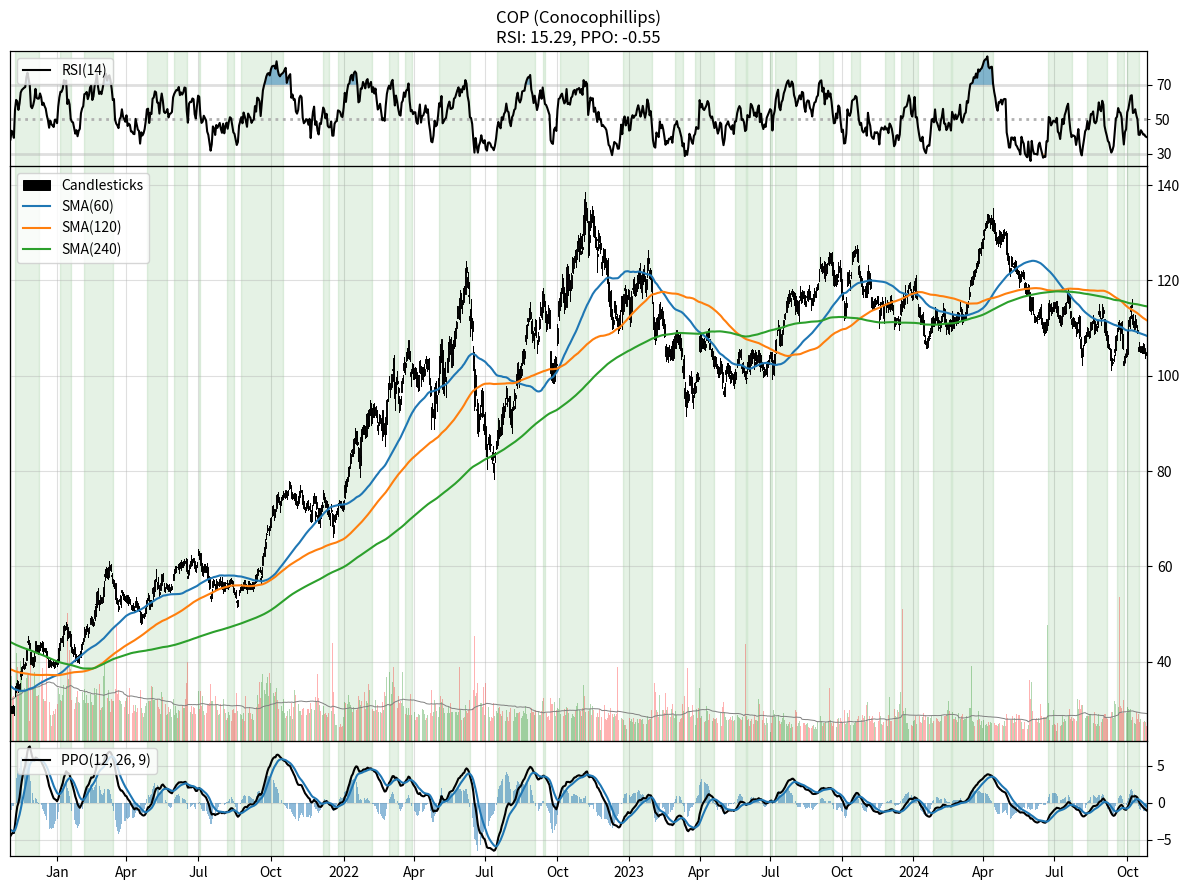 COP (Conocophillips)
RSI: 15.29, PPO: -0.55
RSI(14)
70
50
30
Candlesticks
SMA(60)
SMA(120)
SMA(240)
140
120
100
80
60
40
PPO(12, 26, 9)
5
0
−5
Jan Apr Jul Oct 2022 Apr Jul Oct 2023 Apr Jul Oct 2024 Apr Jul Oct